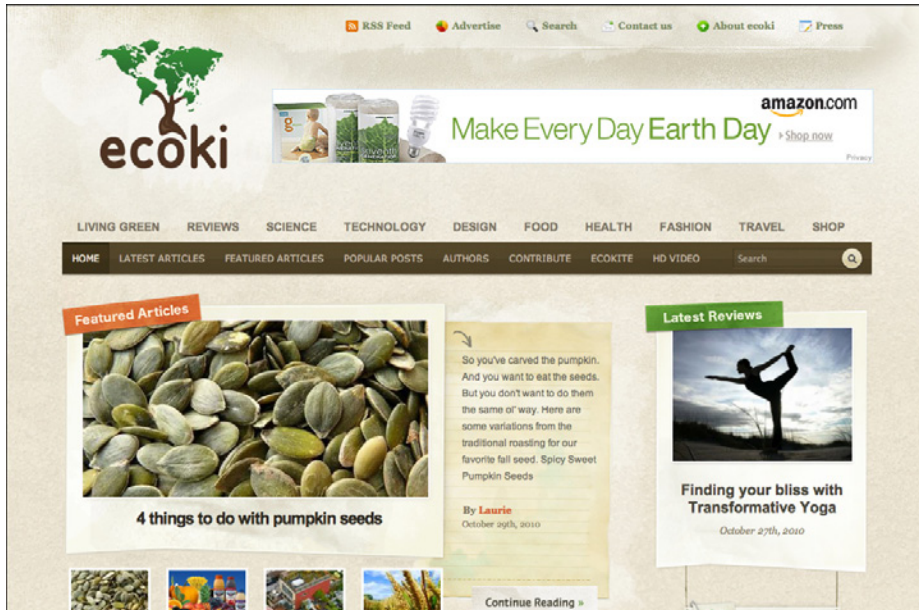 RSS Feed Advertise Search Contact us About ecoki Press
ecoki
amazon.com
Make Every Day Earth Day Shop now
Privacy
LIVING GREEN REVIEWS SCIENCE TECHNOLOGY DESIGN FOOD HEALTH FASHION TRAVEL SHOP
HOME LATEST ARTICLES FEATURED ARTICLES POPULAR POSTS AUTHORS CONTRIBUTE ECOKITE HD VIDEO Search
Featured Articles
4 things to do with pumpkin seeds
So you've carved the pumpkin.
And you want to eat the seeds.
But you don't want to do them
the same ol' way. Here are
some variations from the
traditional roasting for our
favorite fall seed. Spicy Sweet
Pumpkin Seeds
By Laurie
October 29th, 2010
Continue Reading »
Latest Reviews
Finding your bliss with
Transformative Yoga
October 27th, 2010